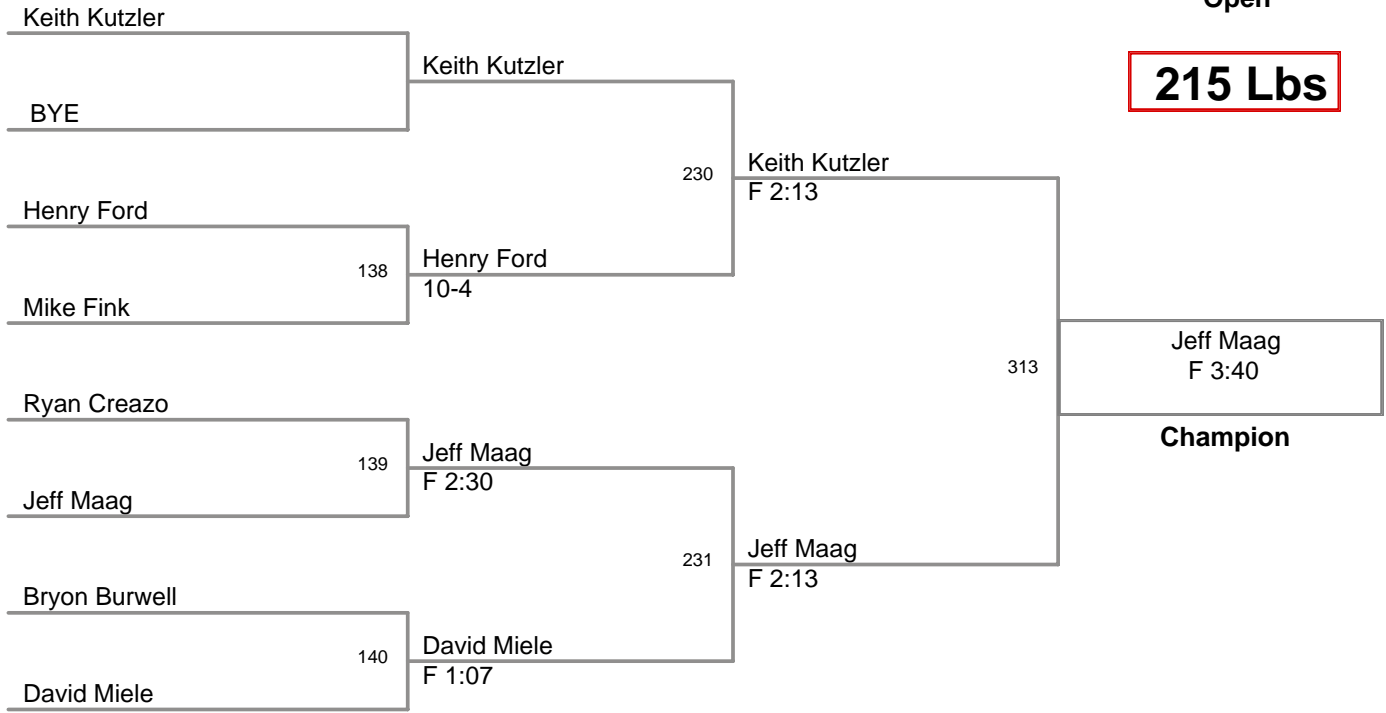 Open
215 Lbs
Keith Kutzler
BYE
Henry Ford
Mike Fink
Ryan Creazo
Jeff Maag
Bryon Burwell
David Miele
Keith Kutzler
138
Henry Ford
10-4
139
Jeff Maag
F 2:30
140
David Miele
F 1:07
230
Keith Kutzler
F 2:13
231
Jeff Maag
F 2:13
313
Jeff Maag
F 3:40
Champion